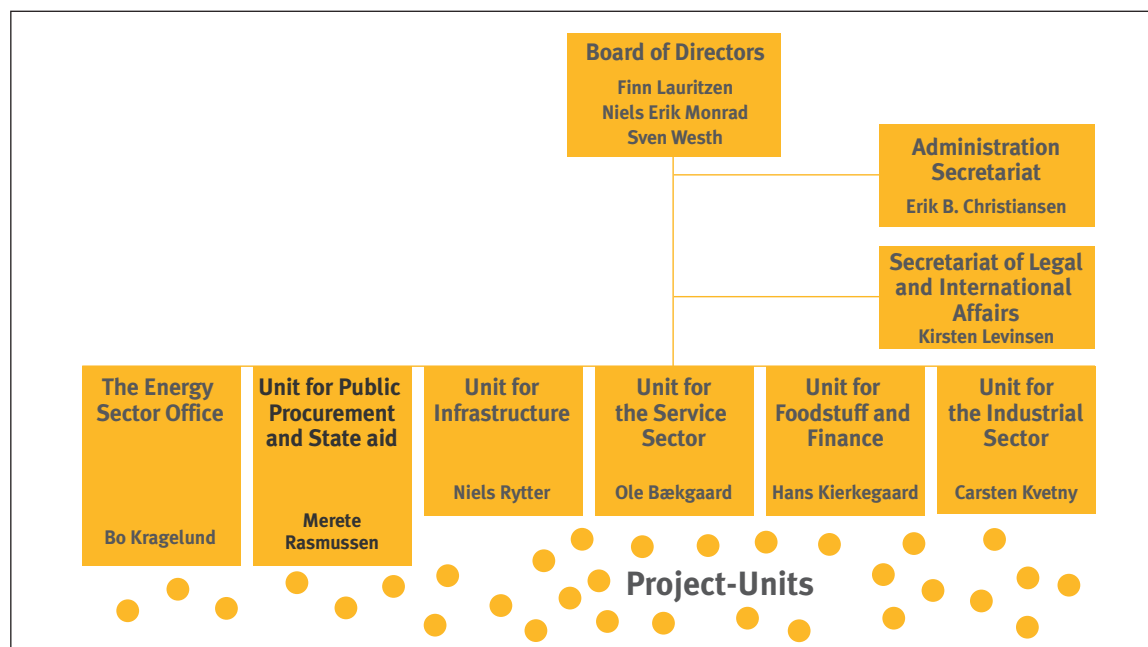 Board of Directors
Finn Lauritzen
Niels Erik Monrad
Sven Westh
Administration
Secretariat
Erik B. Christiansen
Secretariat of Legal
and International
Affairs
Kirsten Levinsen
The Energy
Sector Office
Bo Kragelund
Unit for Public
Procurement
and State aid
Merete
Rasmussen
Unit for
Infrastructure
Niels Rytter
Unit for
the Service
Sector
Ole Bækgaard
Unit for
Foodstuff and
Finance
Hans Kierkegaard
Unit for
the Industrial
Sector
Carsten Kvetny
Project-Units